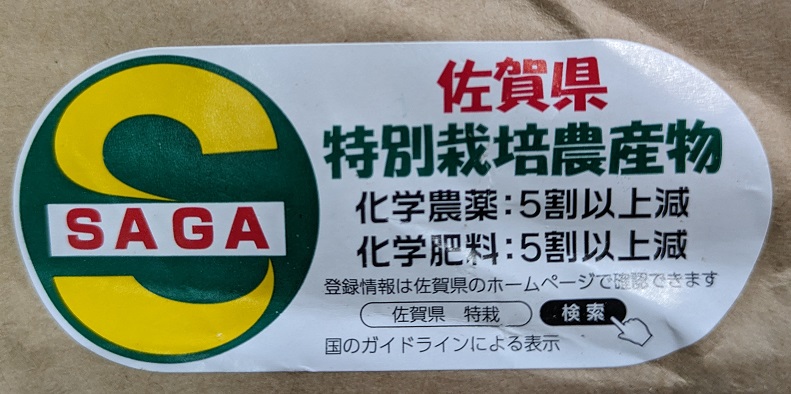 SAGA
佐賀県
特別栽培農産物
化学農薬:5割以上減
化学肥料:5割以上減
登録情報は佐賀県のホームページで確認できます
佐賀県 特栽 検索
国のガイドラインによる表示